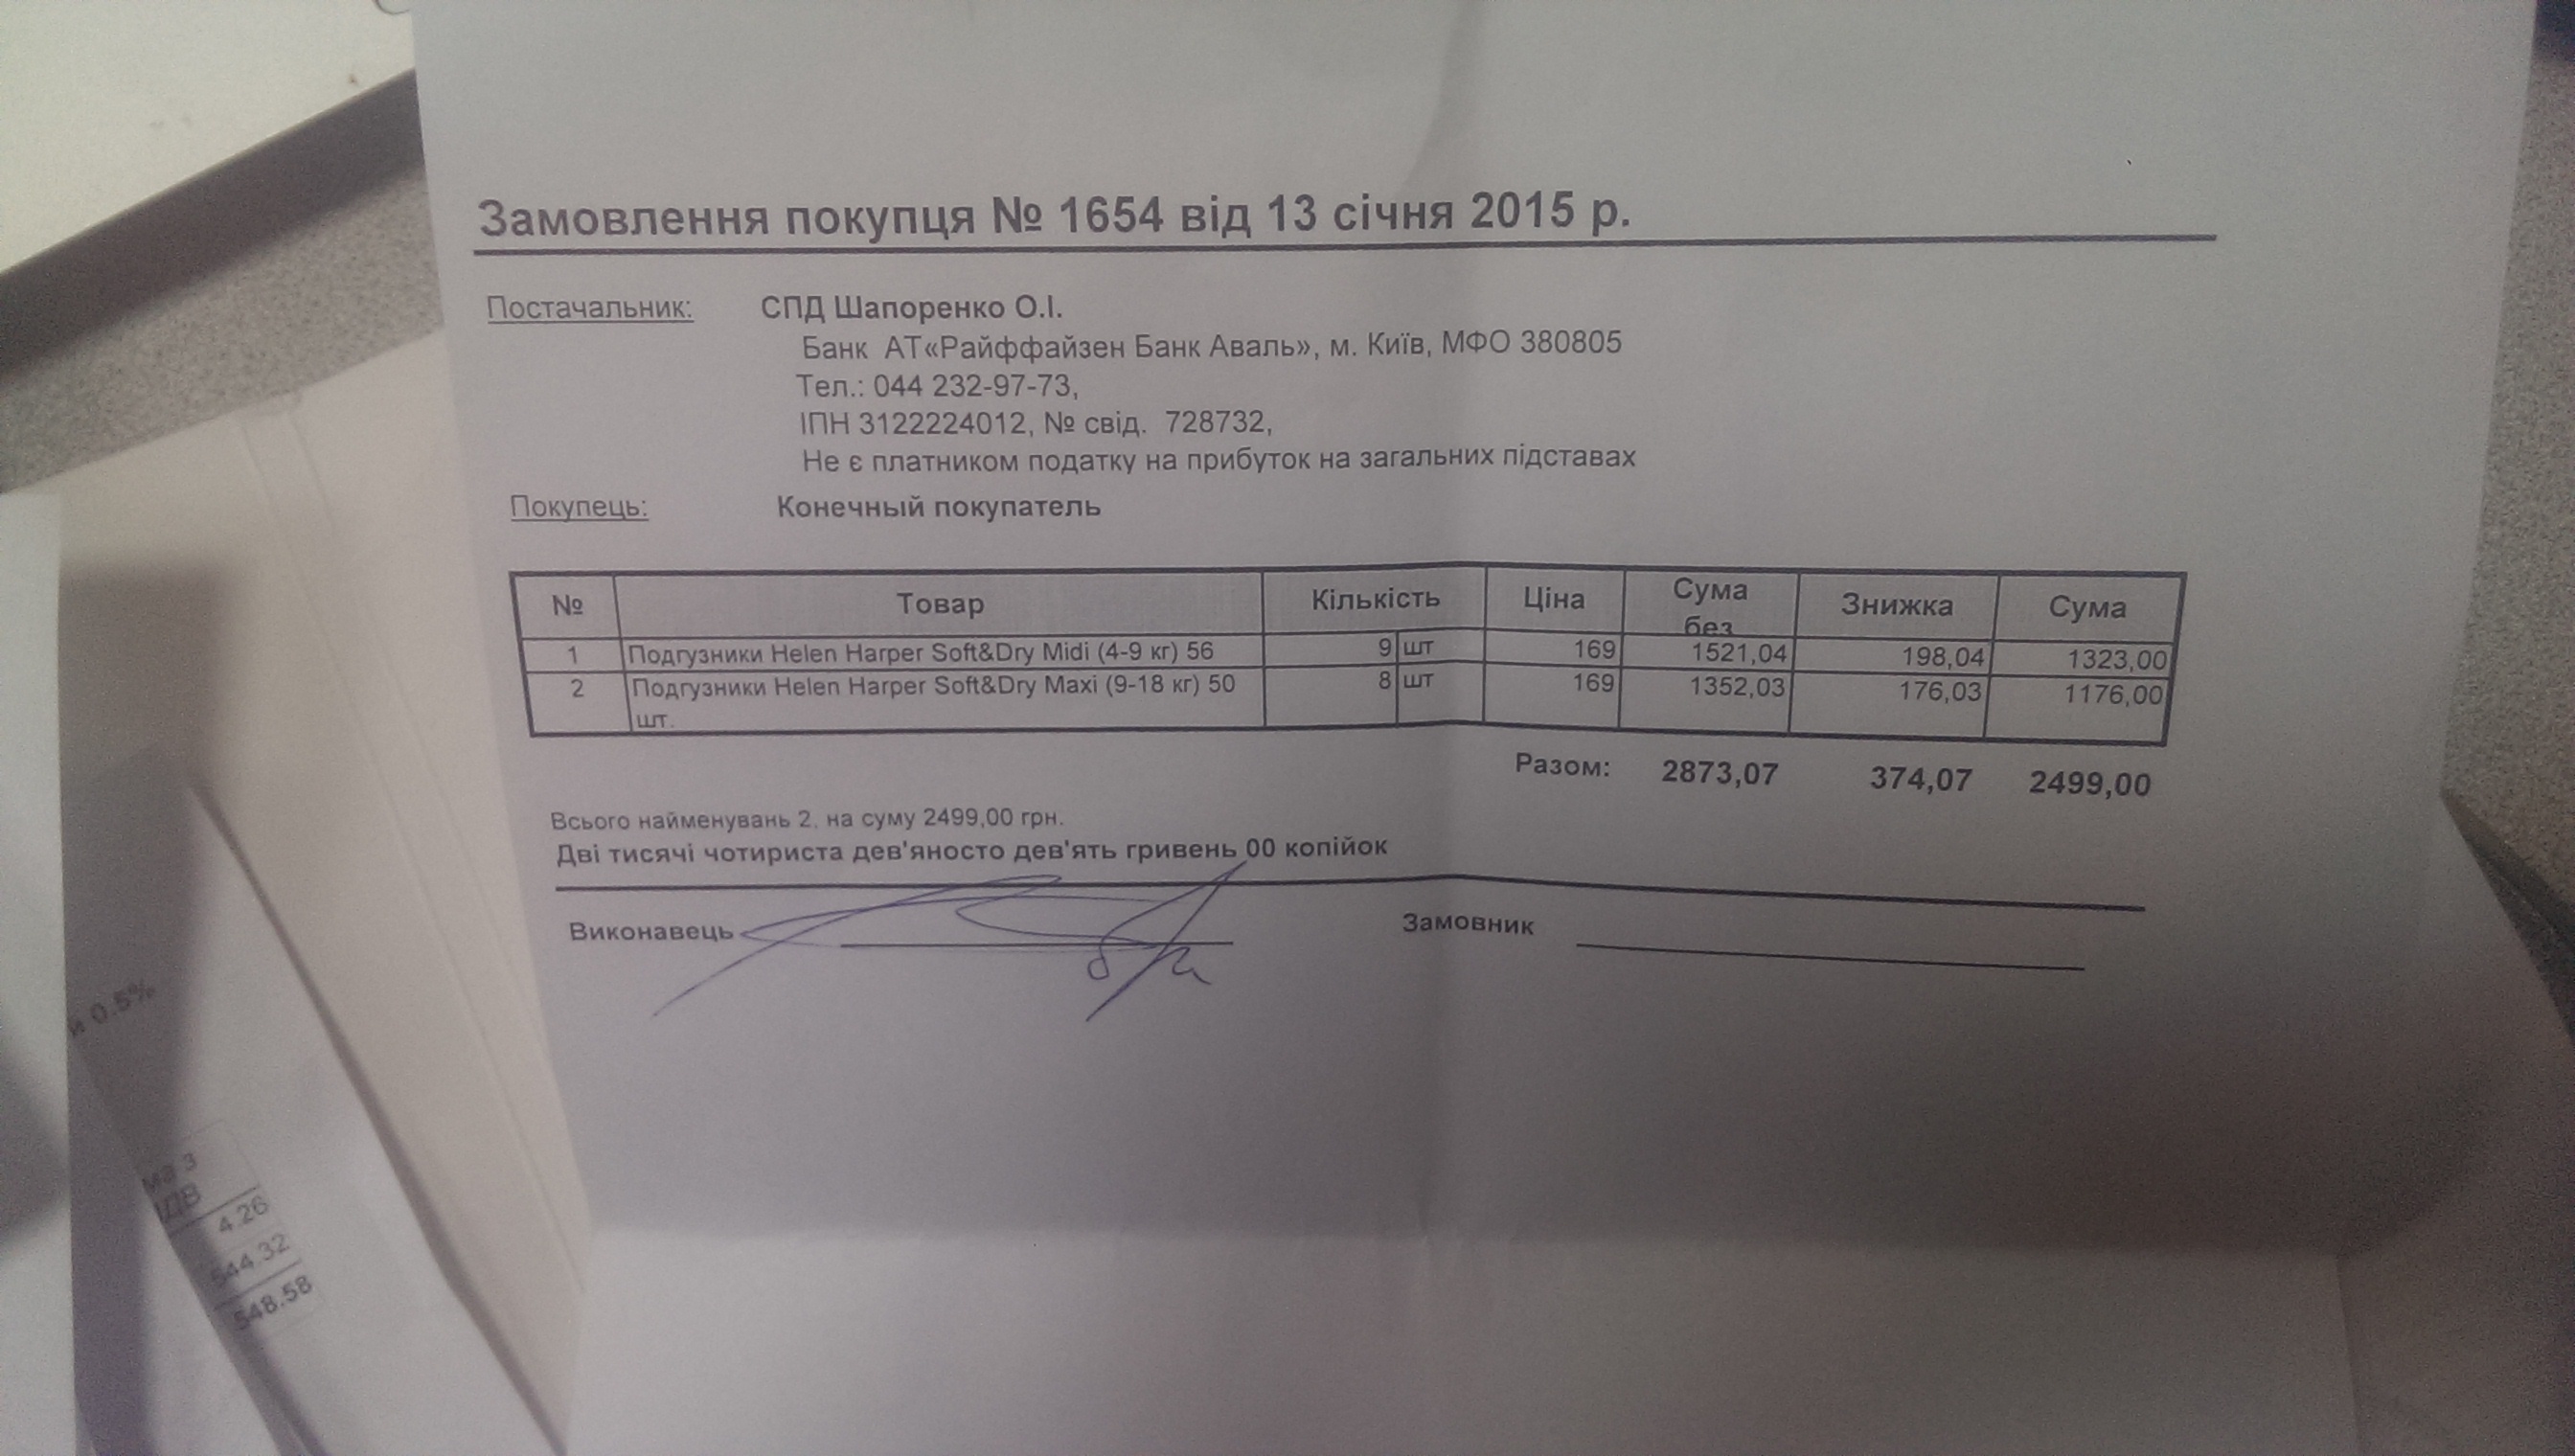 Замовлення покупця № 1654 від 13 січня 2015 р.
Постачальник: СПД Шапоренко О.І.
Банк АТ«Райффайзен Банк Аваль», м. Київ, МФО 380805
Тел.: 044 232-97-73,
ІПН 3122224012, № свід. 728732,
Не є платником податку на прибуток на загальних підставах
Покупець: Конечный покупатель
№ Товар Кількість Ціна Сума без Знижка Сума
1 Подгузники Helen Harper Soft&Dry Midi (4-9 кг) 56 9 шт 169 1521,04 198,04 1323,00
2 Подгузники Helen Harper Soft&Dry Maxi (9-18 кг) 50 8 шт 169 1352,03 176,03 1176,00
шт.
Разом: 2873,07 374,07 2499,00
Всього найменувань 2, на суму 2499,00 грн.
Дві тисячі чотириста дев'яносто дев'ять гривень 00 копійок
Виконавець Замовник
и 0.5%
ма з
ДВ
4.26
544.32
548.58